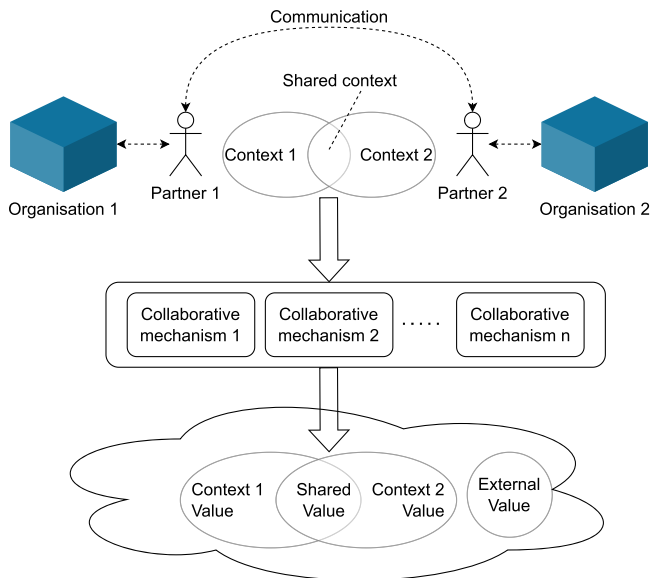 Communication
Shared context
Context 1
Context 2
Partner 1
Partner 2
Organisation 1
Organisation 2
Collaborative
mechanism 1
Collaborative
mechanism 2
.....
Collaborative
mechanism n
Context 1
Value
Shared
Value
Context 2
Value
External
Value